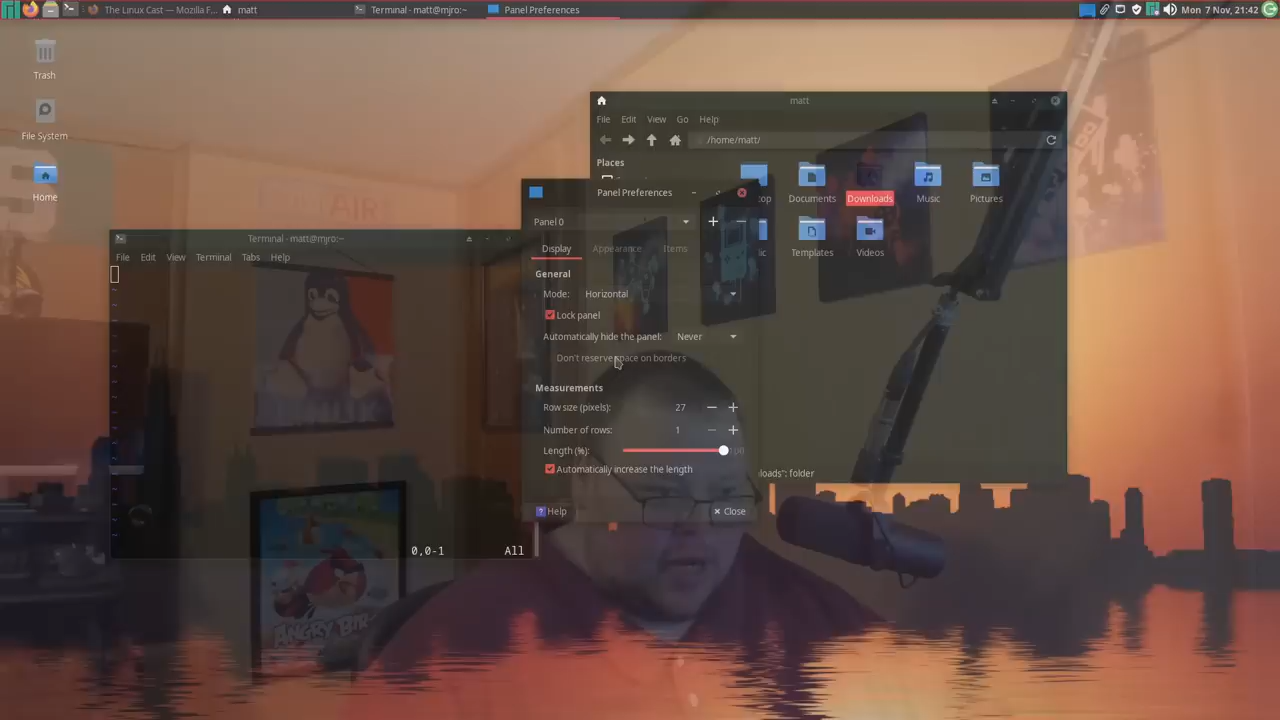 The Linux Cast — Mozilla F...
matt
Terminal - matt@mjro:~
Panel Preferences
Mon 7 Nov, 21:42
Trash
File System
Home
matt
File Edit View Go Help
/home/matt/
Places
Documents
Downloads
Music
Pictures
Templates
Videos
loads": folder
Panel Preferences
Panel 0
Display Appearance Items
General
Mode: Horizontal
Lock panel
Automatically hide the panel: Never
Don't reserve space on borders
Measurements
Row size (pixels): 27
Number of rows: 1
Length (%):
Automatically increase the length
Help
Close
Terminal - matt@mjro:~
File Edit View Terminal Tabs Help
0,0-1 All
ANGRY BIR